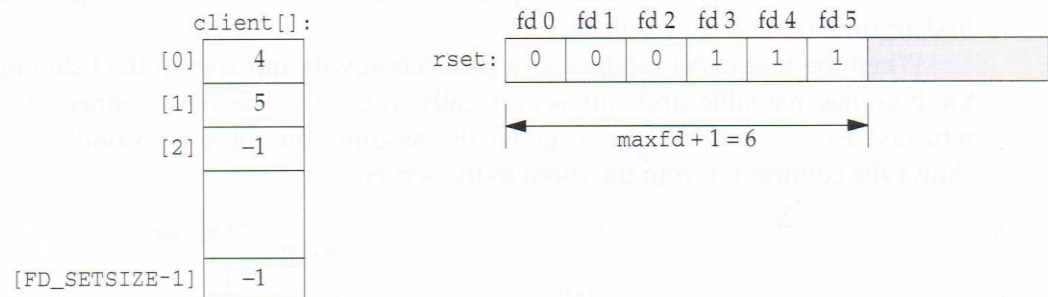 client[]:
[0] 4
[1] 5
[2] −1
[FD_SETSIZE-1] −1
fd 0 fd 1 fd 2 fd 3 fd 4 fd 5
rset: 0 0 0 1 1 1
maxfd + 1 = 6